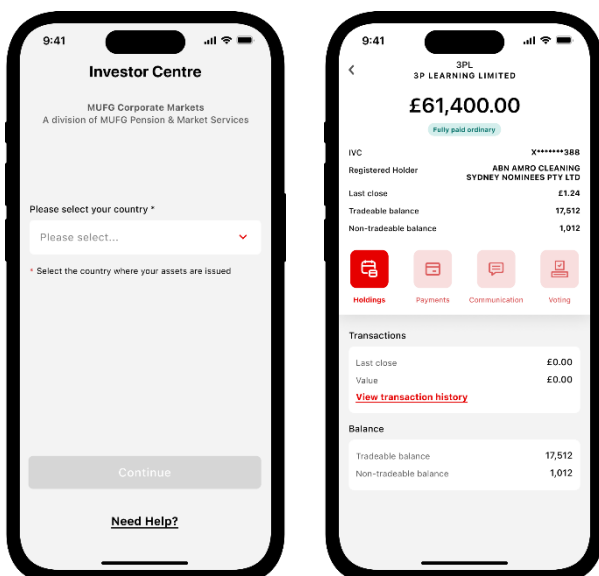 9:41
Investor Centre
MUFG Corporate Markets
A division of MUFG Pension & Market Services
Please select your country *
Please select...
* Select the country where your assets are issued
Continue
Need Help?
9:41
3PL
3P LEARNING LIMITED
£61,400.00
Fully paid ordinary
IVC X*******388
Registered Holder ABN AMRO CLEANING
SYDNEY NOMINEES PTY LTD
Last close £1.24
Tradeable balance 17,512
Non-tradeable balance 1,012
Holdings Payments Communication Voting
Transactions
Last close £0.00
Value £0.00
View transaction history
Balance
Tradeable balance 17,512
Non-tradeable balance 1,012